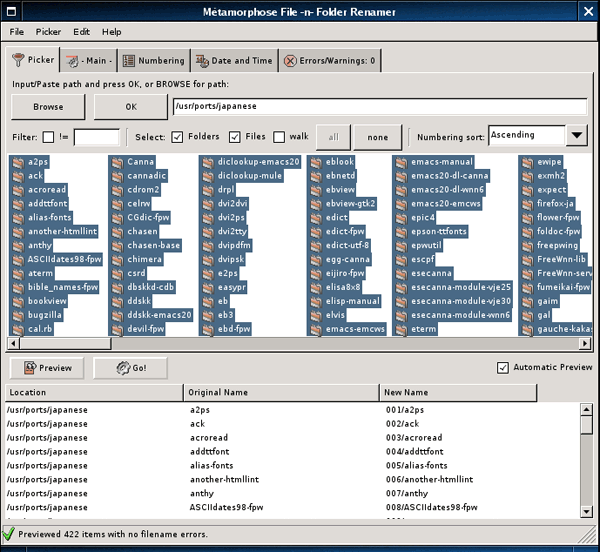 Métamorphose File -n- Folder Renamer
File Picker Edit Help
Picker - Main - Numbering Date and Time Errors/Warnings: 0
Input/Paste path and press OK, or BROWSE for path:
Browse OK /usr/ports/japanese
Filter: != Select: Folders Files walk all none Numbering sort: Ascending
a2ps Canna diclookup-emacs20 eblook emacs-manual ewipe
ack cannadic diclookup-mule ebnetd emacs20-dl-canna exmh2
acroread cdrom2 drpl ebview emacs20-dl-wnn6 expect
addttfont celrw dvi2dvi ebview-gtk2 emacs20-emcws firefox-ja
alias-fonts CGdic-fpw dvi2ps edict epic4 flower-fpw
another-htmllint chasen dvi2tty edict-fpw epson-ttfonts foldoc-fpw
anthy chasen-base dvipdfm edict-utf-8 epwutil freepwing
ASCIIdates98-fpw chimera dvipsk egg-canna escpf FreeWnn-lib
aterm csrd e2ps eijiro-fpw esecanna FreeWnn-serv
bible_names-fpw dbskkd-cdb easypr elisa8x8 esecanna-module-vje25 fumeikai-fpw
bookview ddskk eb elisp-manual esecanna-module-vje30 gaim
bugzilla ddskk-emacs20 eb3 elvis esecanna-module-wnn6 gal
cal.rb devil-fpw ebd-fpw emacs-emcws eterm gauche-kakas
Preview Go! Automatic Preview
Location Original Name New Name
/usr/ports/japanese a2ps 001/a2ps
/usr/ports/japanese ack 002/ack
/usr/ports/japanese acroread 003/acroread
/usr/ports/japanese addttfont 004/addttfont
/usr/ports/japanese alias-fonts 005/alias-fonts
/usr/ports/japanese another-htmllint 006/another-htmllint
/usr/ports/japanese anthy 007/anthy
/usr/ports/japanese ASCIIdates98-fpw 008/ASCIIdates98-fpw
Previewed 422 items with no filename errors.